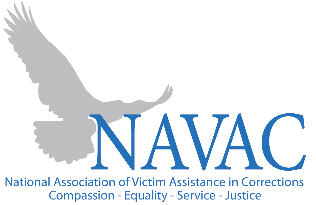 NAVAC
National Association of Victim Assistance in Corrections
Compassion - Equality - Service - Justice